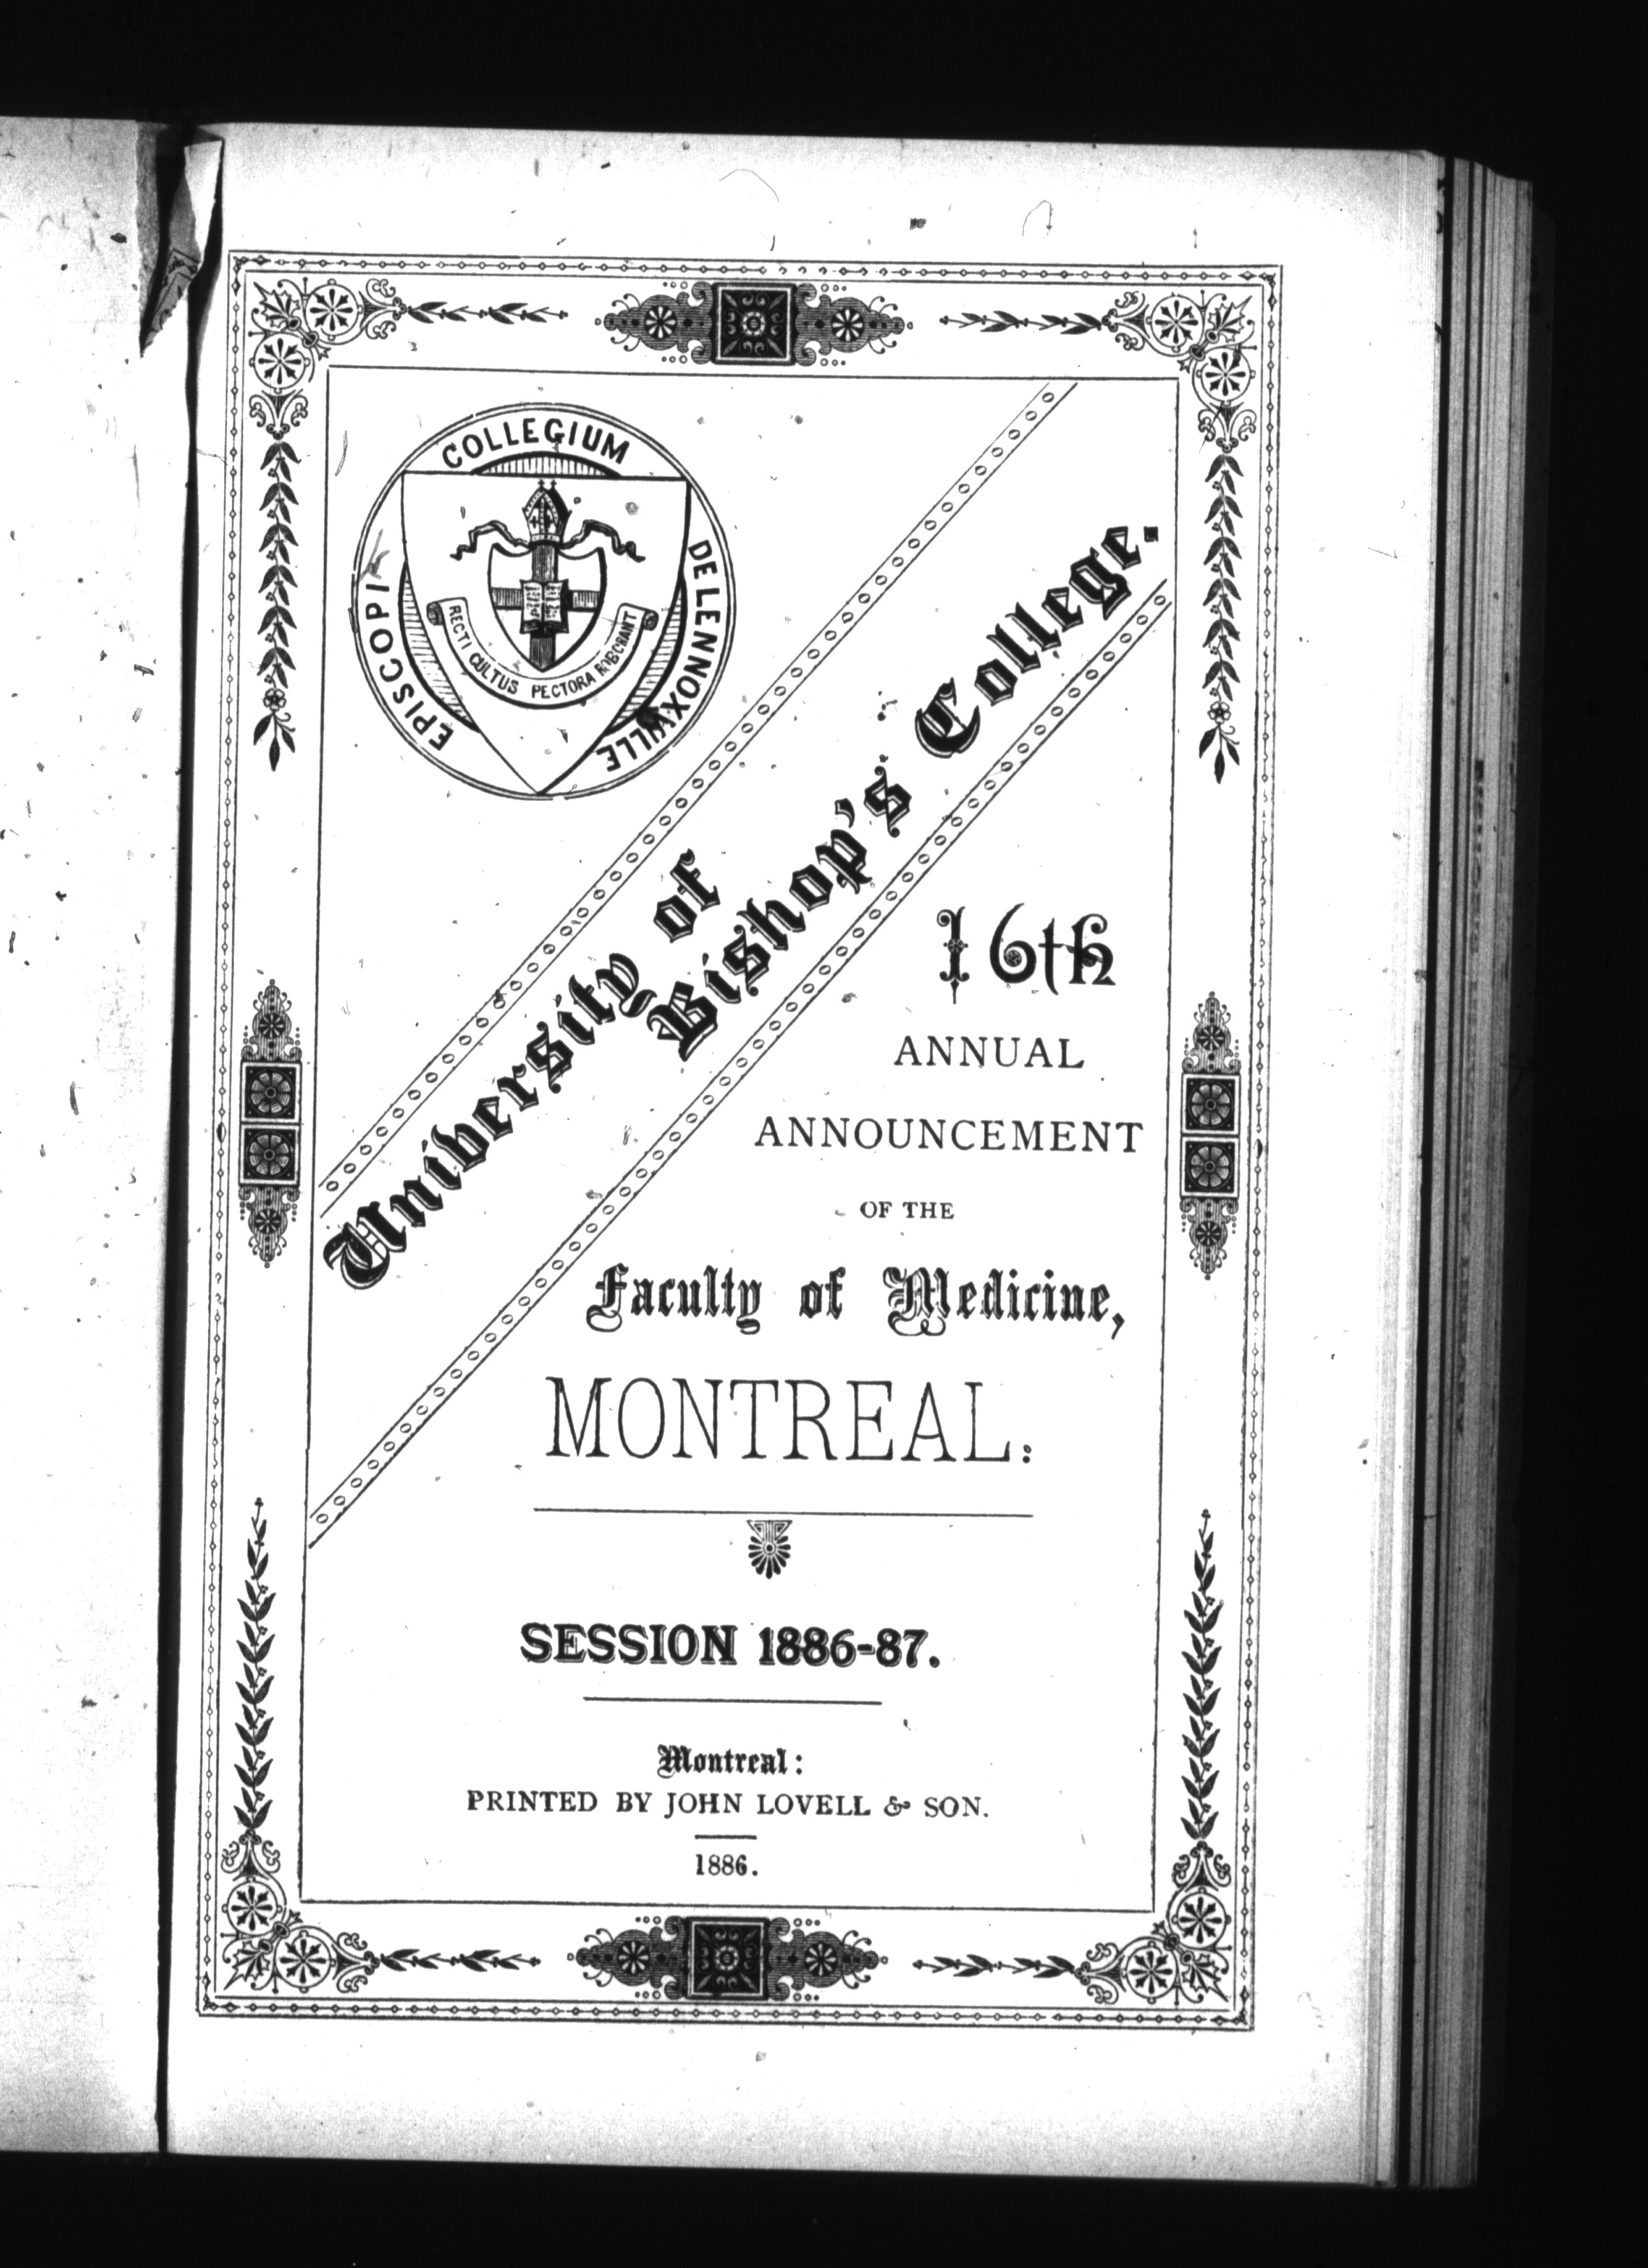 COLLEGIUM
EPISCOPI
DE LENNOXVILLE
RECTI CULTUS PECTORA ROBORANT
University of
Bishop's College.
16th
ANNUAL
ANNOUNCEMENT
OF THE
Faculty of Medicine,
MONTREAL.
SESSION 1886-87.
Montreal:
PRINTED BY JOHN LOVELL & SON.
1886.